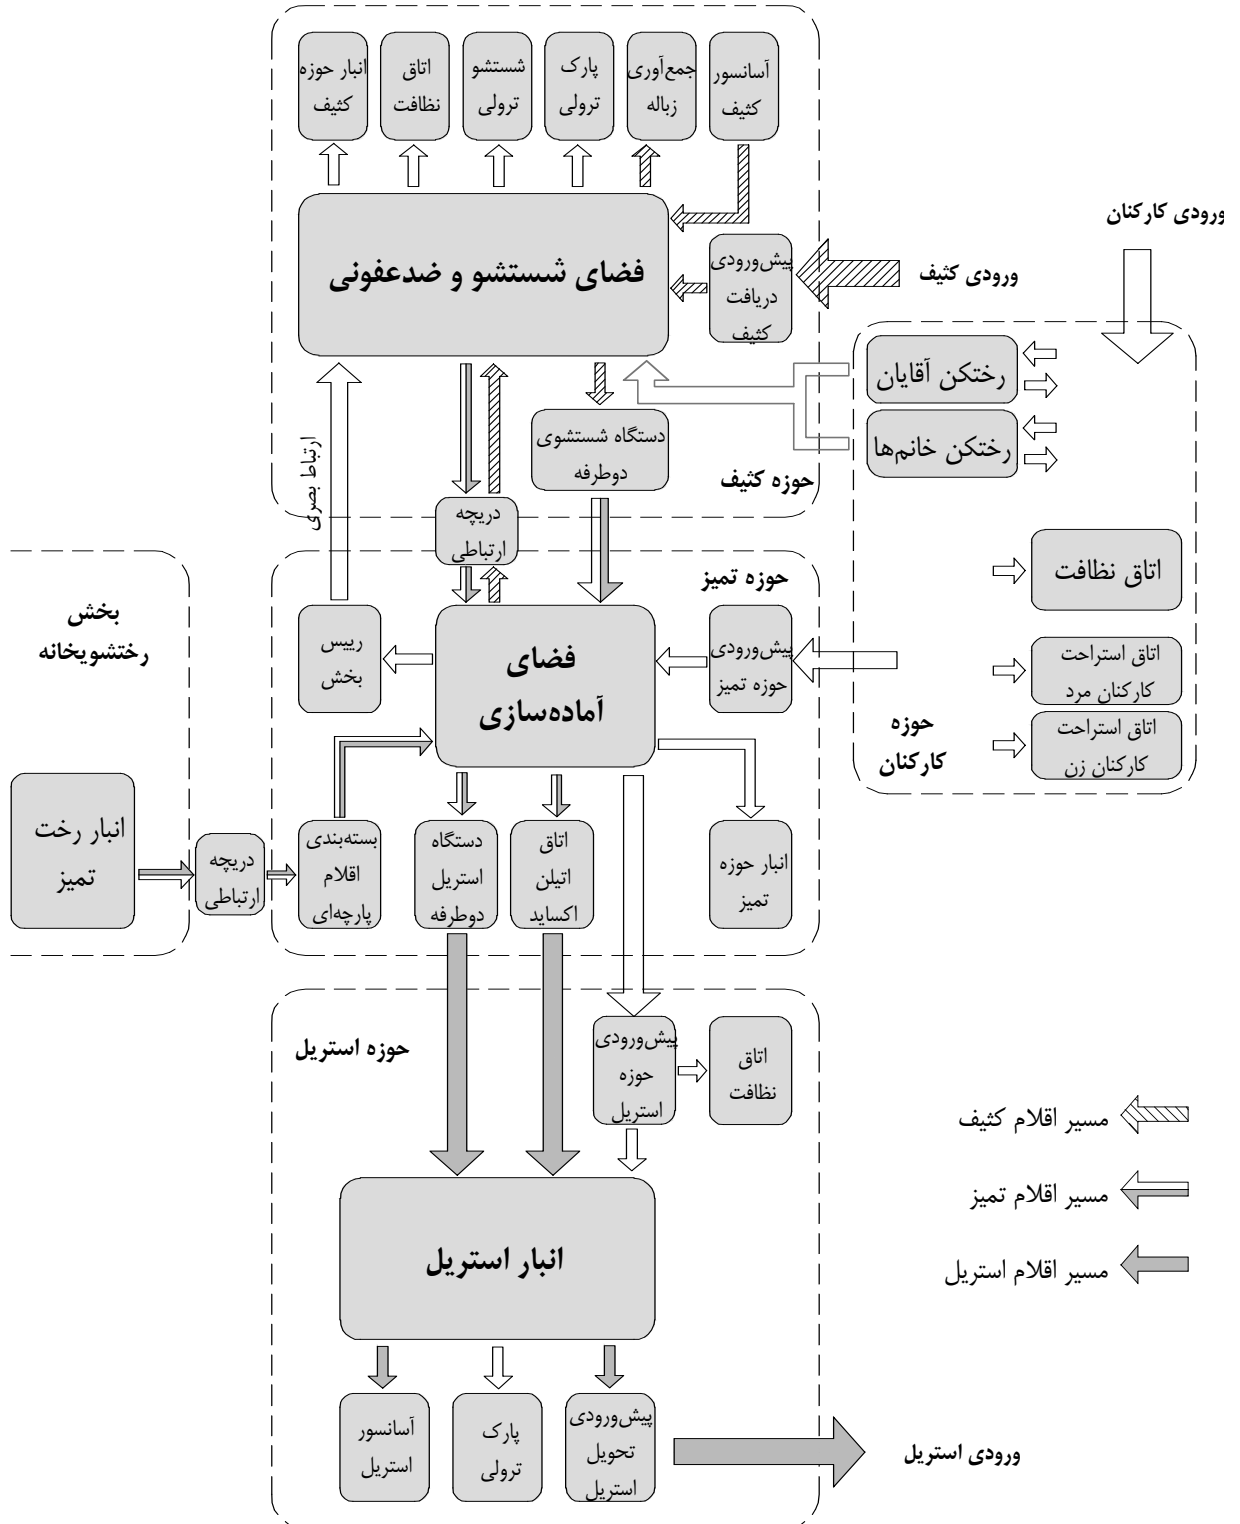 آسانسور
کثیف
جمع‌آوری
زباله
پارک
ترولی
شستشو
ترولی
اتاق
نظافت
انبار حوزه
کثیف
فضای شستشو و ضدعفونی
پیش‌ورودی
دریافت
کثیف
ورودی کثیف
ورودی کارکنان
رختکن آقایان
رختکن خانم‌ها
دستگاه شستشوی
دوطرفه
حوزه کثیف
ارتباط بصری
دریچه
ارتباطی
حوزه تمیز
اتاق نظافت
اتاق استراحت
کارکنان مرد
اتاق استراحت
کارکنان زن
حوزه
کارکنان
پیش‌ورودی
حوزه تمیز
فضای
آماده‌سازی
رییس
بخش
بخش
رختشویخانه
انبار رخت
تمیز
دریچه
ارتباطی
بسته‌بندی
اقلام
پارچه‌ای
دستگاه
استریل
دوطرفه
اتاق
اتیلن
اکساید
انبار حوزه
تمیز
حوزه استریل
پیش‌ورودی
حوزه
استریل
اتاق
نظافت
انبار استریل
پیش‌ورودی
تحویل
استریل
پارک
ترولی
آسانسور
استریل
ورودی استریل
مسیر اقلام کثیف
مسیر اقلام تمیز
مسیر اقلام استریل